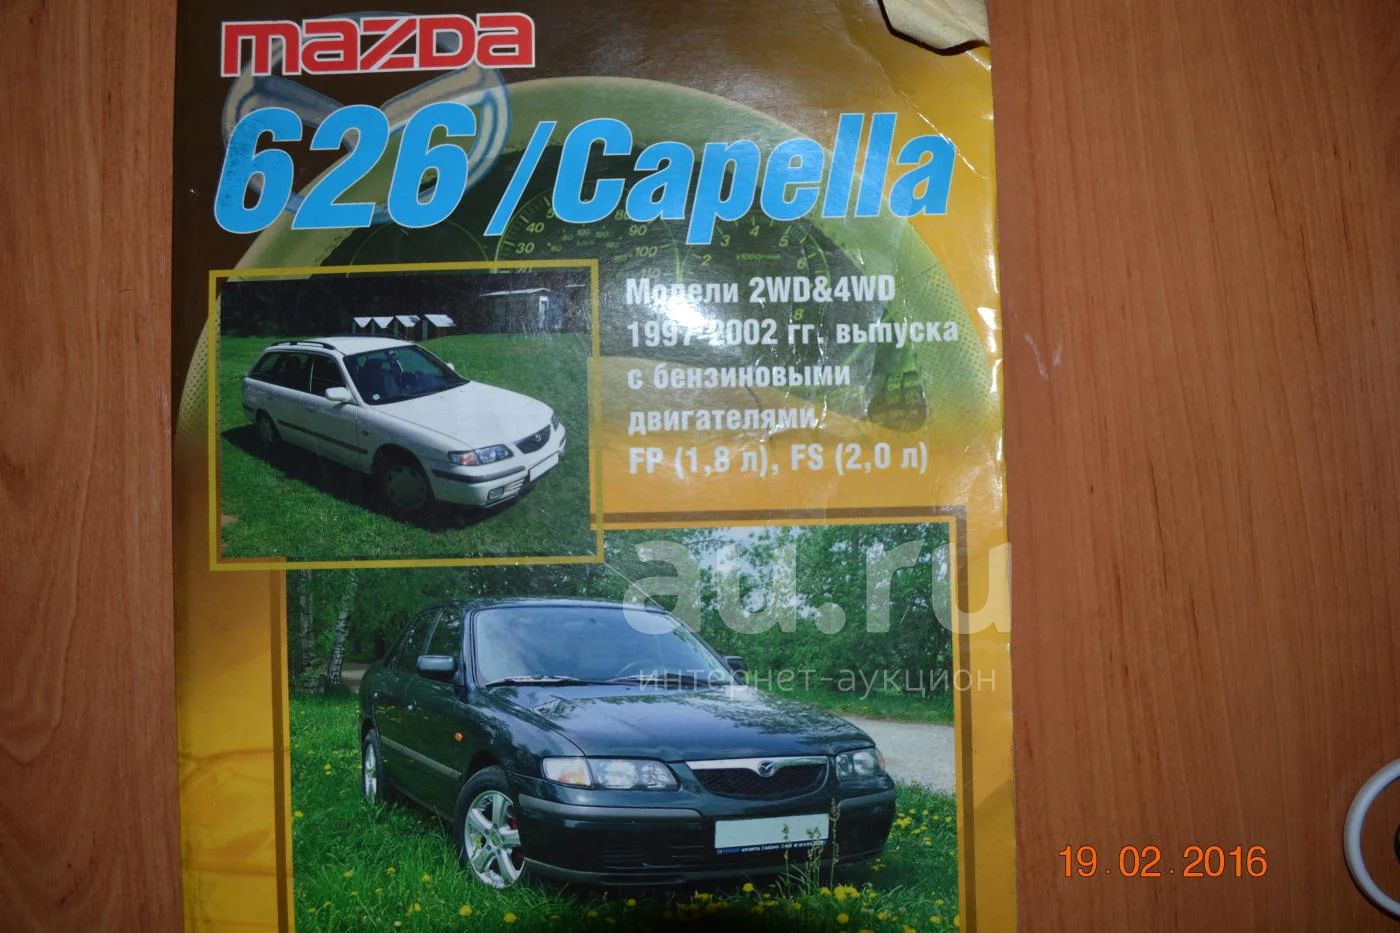 mazda
626 / Capella
Модели 2WD&4WD
1997-2002 гг. выпуска
с бензиновыми
двигателями
FP (1,8 л), FS (2,0 л)
au.ru
интернет-аукцион
19.02.2016